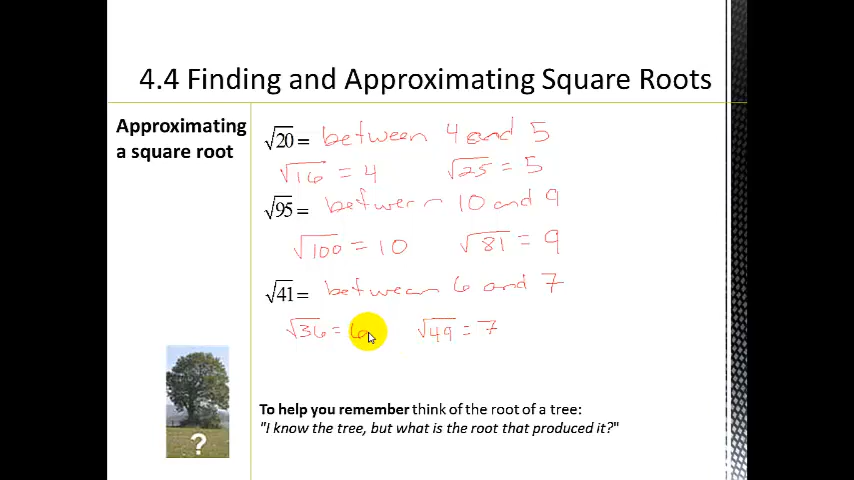 4.4 Finding and Approximating Square Roots
Approximating
a square root
√20 = between 4 and 5
√16 = 4 √25 = 5
√95 = between 10 and 9
√100 = 10 √81 = 9
√41 = between 6 and 7
√36 = 6 √49 = 7
?
To help you remember think of the root of a tree:
"I know the tree, but what is the root that produced it?"